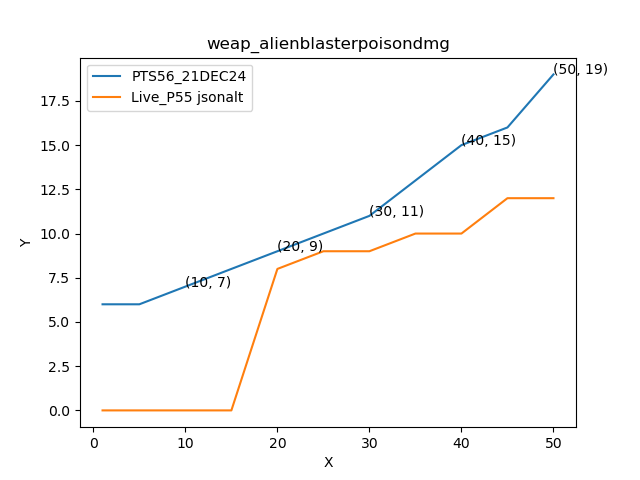 weap_alienblasterpoisondmg
PTS56_21DEC24
Live_P55 jsonalt
(50, 19)
(40, 15)
(30, 11)
(20, 9)
(10, 7)
Y
17.5
15.0
12.5
10.0
7.5
5.0
2.5
0.0
0 10 20 30 40 50
X